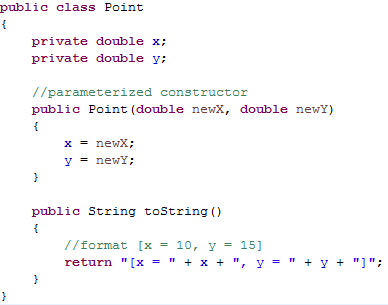 public class Point
{
    private double x;
    private double y;

    //parameterized constructor
    public Point(double newX, double newY)
    {
        x = newX;
        y = newY;
    }

    public String toString()
    {
        //format [x = 10, y = 15]
        return "[x = " + x + ", y = " + y + "]";
    }
}